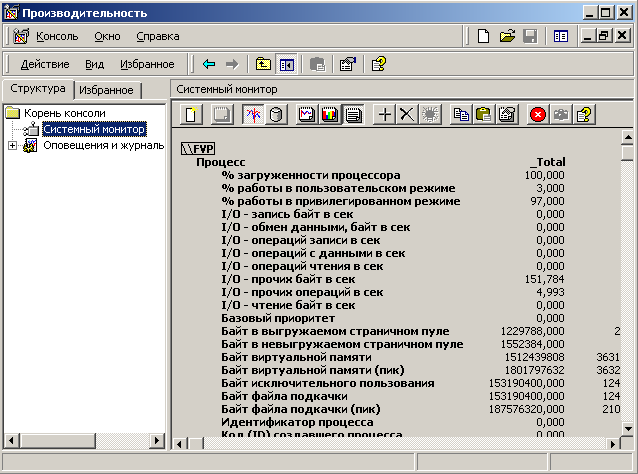 Производительность
Консоль Окно Справка
Действие Вид Избранное
Структура Избранное Системный монитор
Корень консоли
Системный монитор
Оповещения и журналь
\\FVP
Процесс _Total
% загруженности процессора 100,000
% работы в пользовательском режиме 3,000
% работы в привилегированном режиме 97,000
I/O - запись байт в сек 0,000
I/O - обмен данными, байт в сек 0,000
I/O - операций записи в сек 0,000
I/O - операций с данными в сек 0,000
I/O - операций чтения в сек 0,000
I/O - прочих байт в сек 151,784
I/O - прочих операций в сек 4,993
I/O - чтение байт в сек 0,000
Базовый приоритет 0,000
Байт в выгружаемом страничном пуле 1229788,000 2
Байт в невыгружаемом страничном пуле 1552384,000
Байт виртуальной памяти 1512439808 3631
Байт виртуальной памяти (пик) 1801797632 3632
Байт исключительного пользования 153190400,000 124
Байт файла подкачки 153190400,000 124
Байт файла подкачки (пик) 187576320,000 210
Идентификатор процесса 0,000
Код (ID) создавшего процесса 0,000